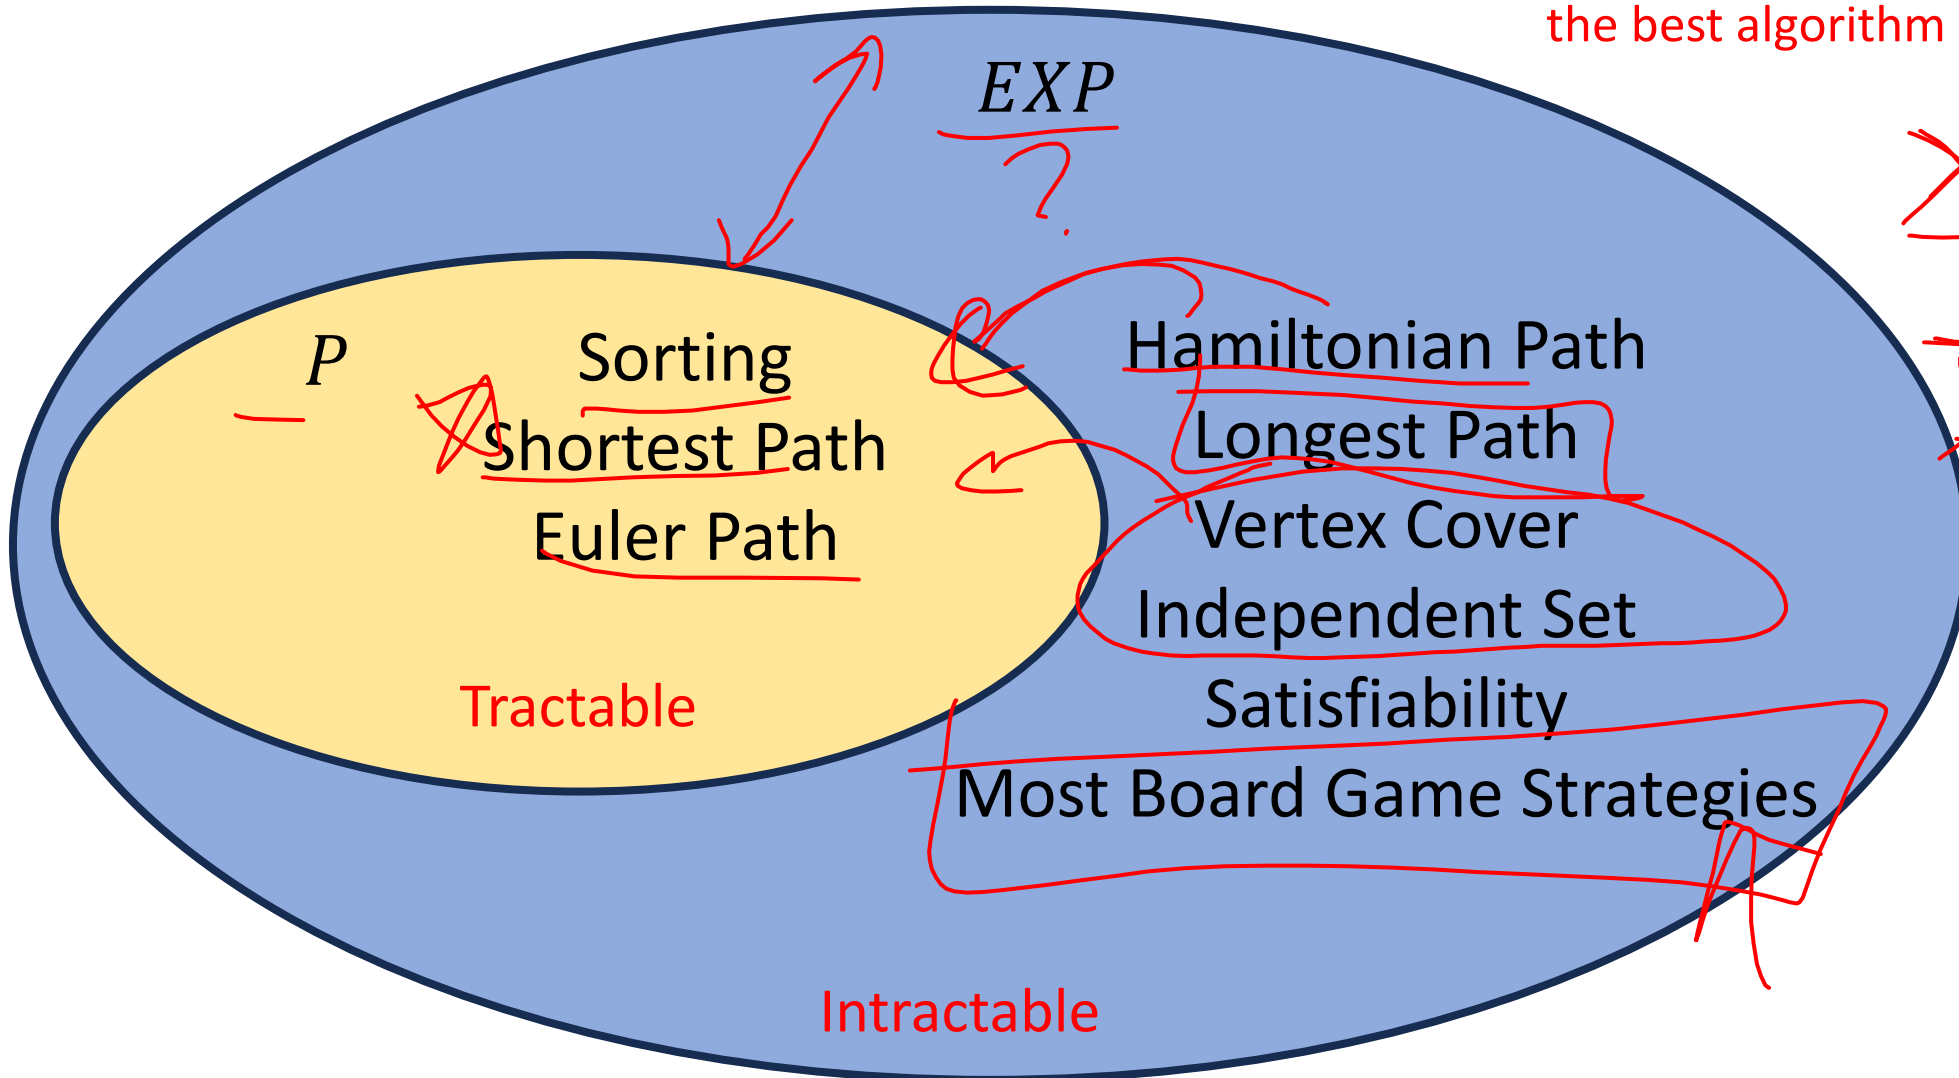 the best algorithm
EXP
?
P
Sorting
Shortest Path
Euler Path
Tractable
Hamiltonian Path
Longest Path
Vertex Cover
Independent Set
Satisfiability
Most Board Game Strategies
Intractable